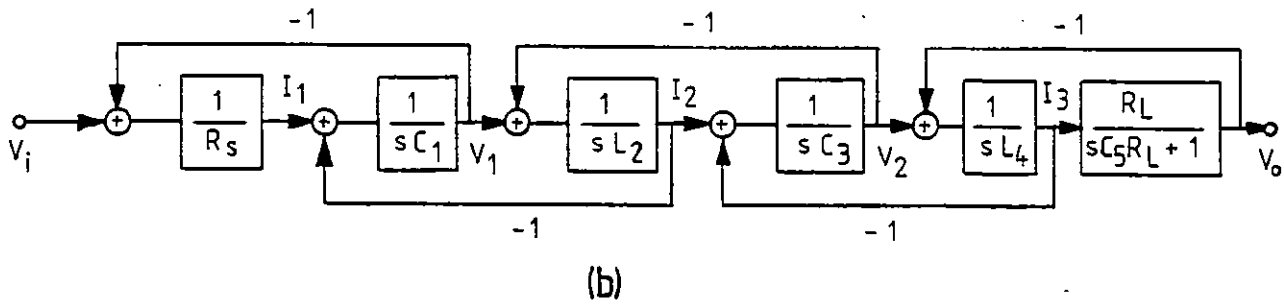 -1 -1 -1
V_i + 1/R_s I_1 + 1/sC_1 V_1 + 1/sL_2 I_2 + 1/sC_3 V_2 + 1/sL_4 I_3 R_L/sC_5R_L+1 V_o
-1 -1
(b)